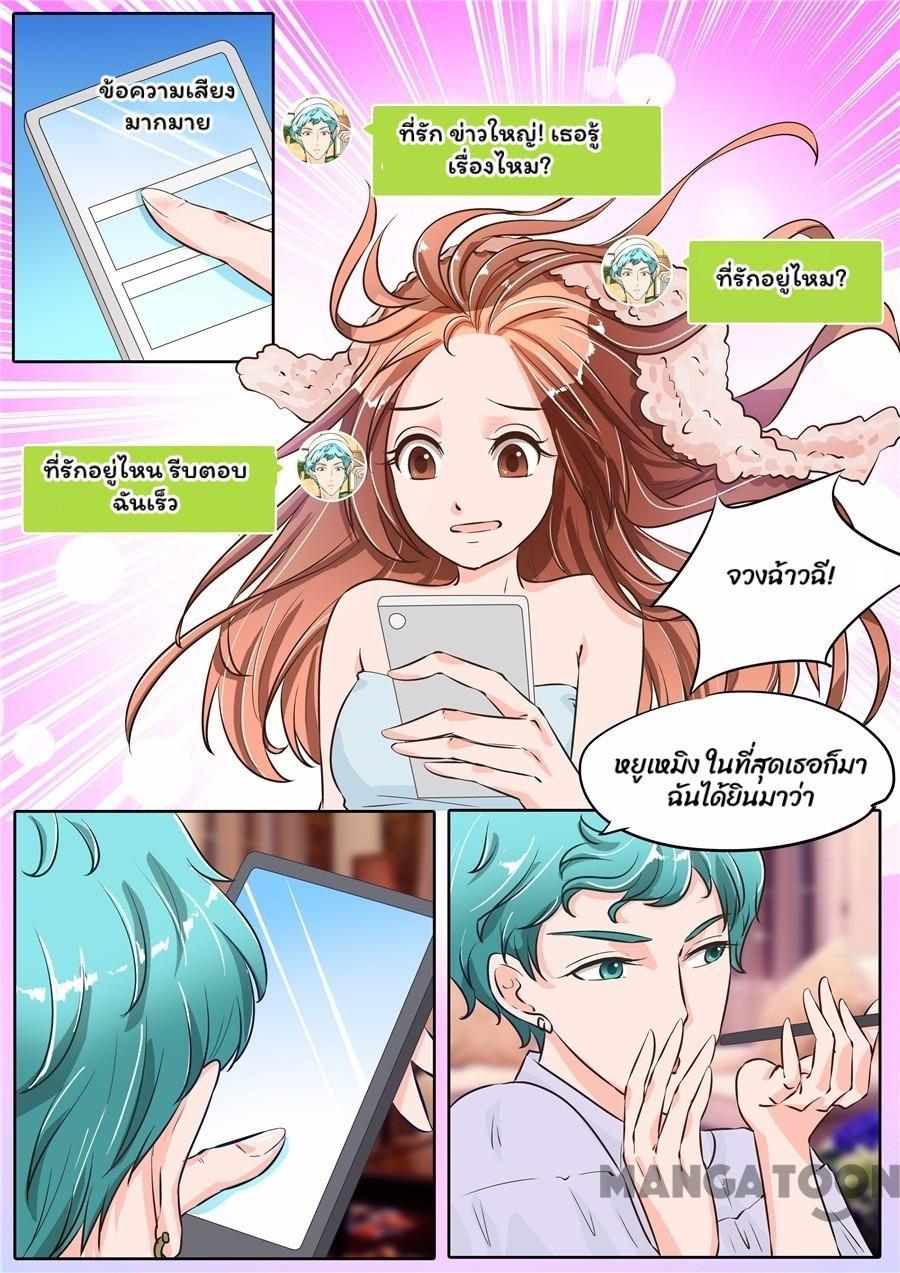 ข้อความเสียง
มากมาย
ที่รัก ข่าวใหญ่! เธอรู้
เรื่องไหม?
ที่รักอยู่ไหม?
ที่รักอยู่ไหน รีบตอบ
ฉันเร็ว
จวงฉ้าวฉี!
หยูเหมิง ในที่สุดเธอก็มา
ฉันได้ยินมาว่า
MANGATOON